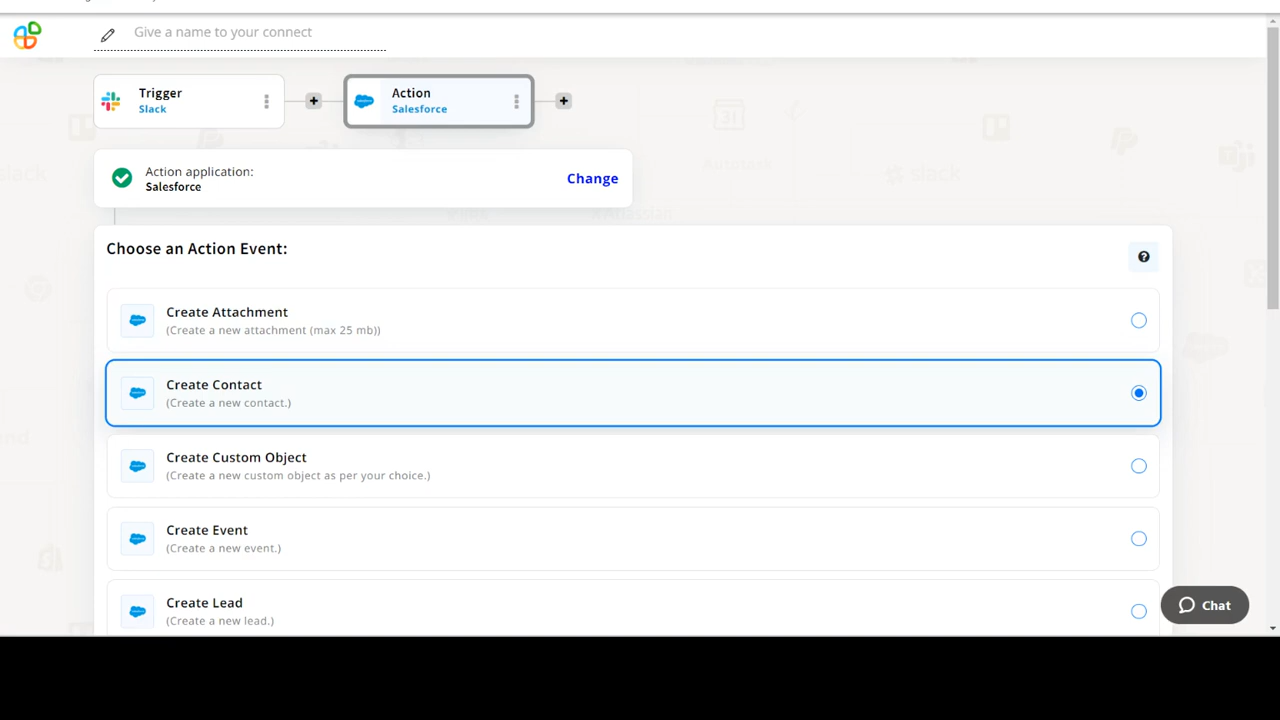 Give a name to your connect
Trigger
Slack
Action
Salesforce
Action application:
Salesforce
Change
Choose an Action Event:
Create Attachment
(Create a new attachment (max 25 mb))
Create Contact
(Create a new contact.)
Create Custom Object
(Create a new custom object as per your choice.)
Create Event
(Create a new event.)
Create Lead
(Create a new lead.)
Chat